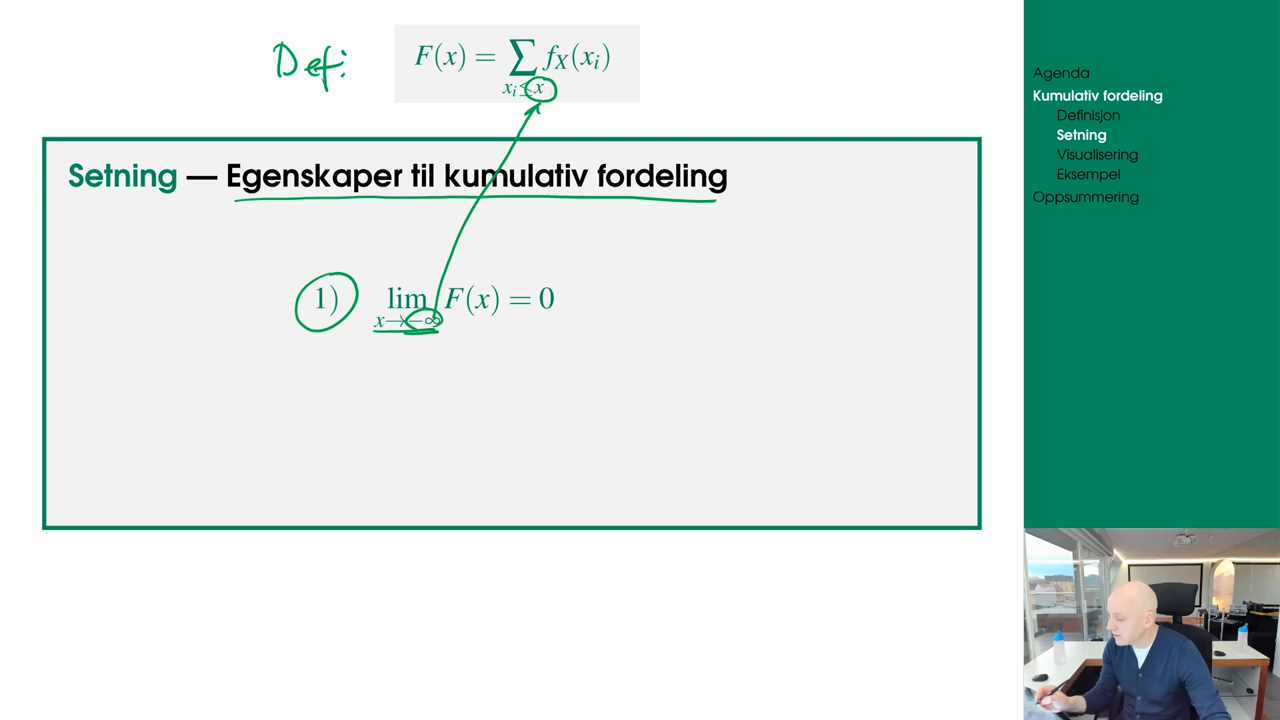 Def:
F(x) = ∑ f_X(x_i)
x_i ≤ x
Setning — Egenskaper til kumulativ fordeling
1) lim F(x) = 0
x→−∞
Agenda
Kumulativ fordeling
Definisjon
Setning
Visualisering
Eksempel
Oppsummering